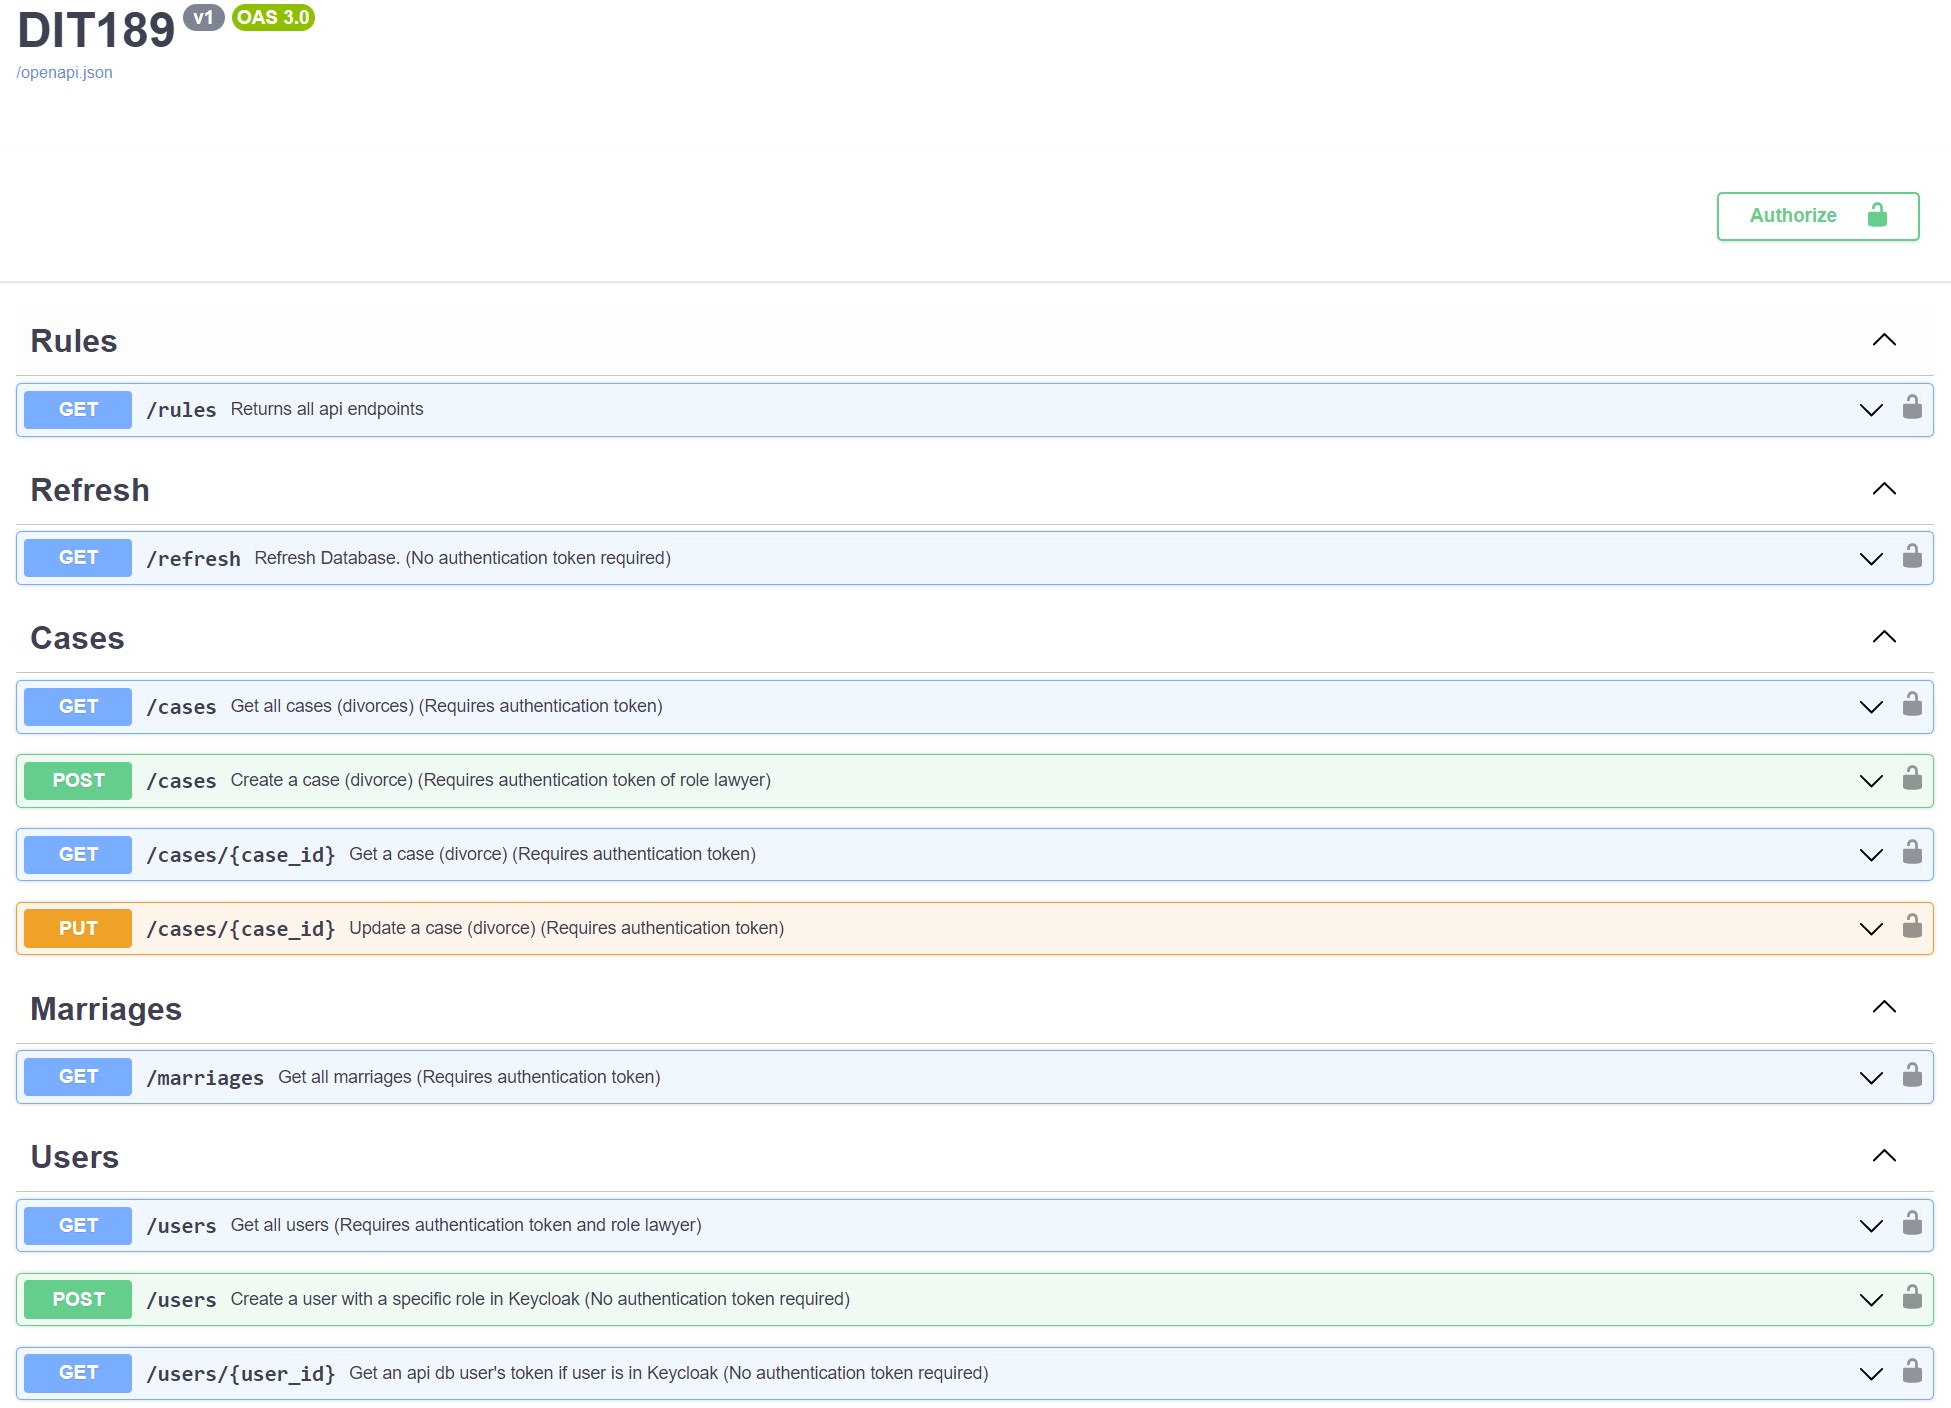 DIT189 v1 OAS 3.0
/openapi.json
Authorize
Rules
GET /rules Returns all api endpoints
Refresh
GET /refresh Refresh Database. (No authentication token required)
Cases
GET /cases Get all cases (divorces) (Requires authentication token)
POST /cases Create a case (divorce) (Requires authentication token of role lawyer)
GET /cases/{case_id} Get a case (divorce) (Requires authentication token)
PUT /cases/{case_id} Update a case (divorce) (Requires authentication token)
Marriages
GET /marriages Get all marriages (Requires authentication token)
Users
GET /users Get all users (Requires authentication token and role lawyer)
POST /users Create a user with a specific role in Keycloak (No authentication token required)
GET /users/{user_id} Get an api db user's token if user is in Keycloak (No authentication token required)